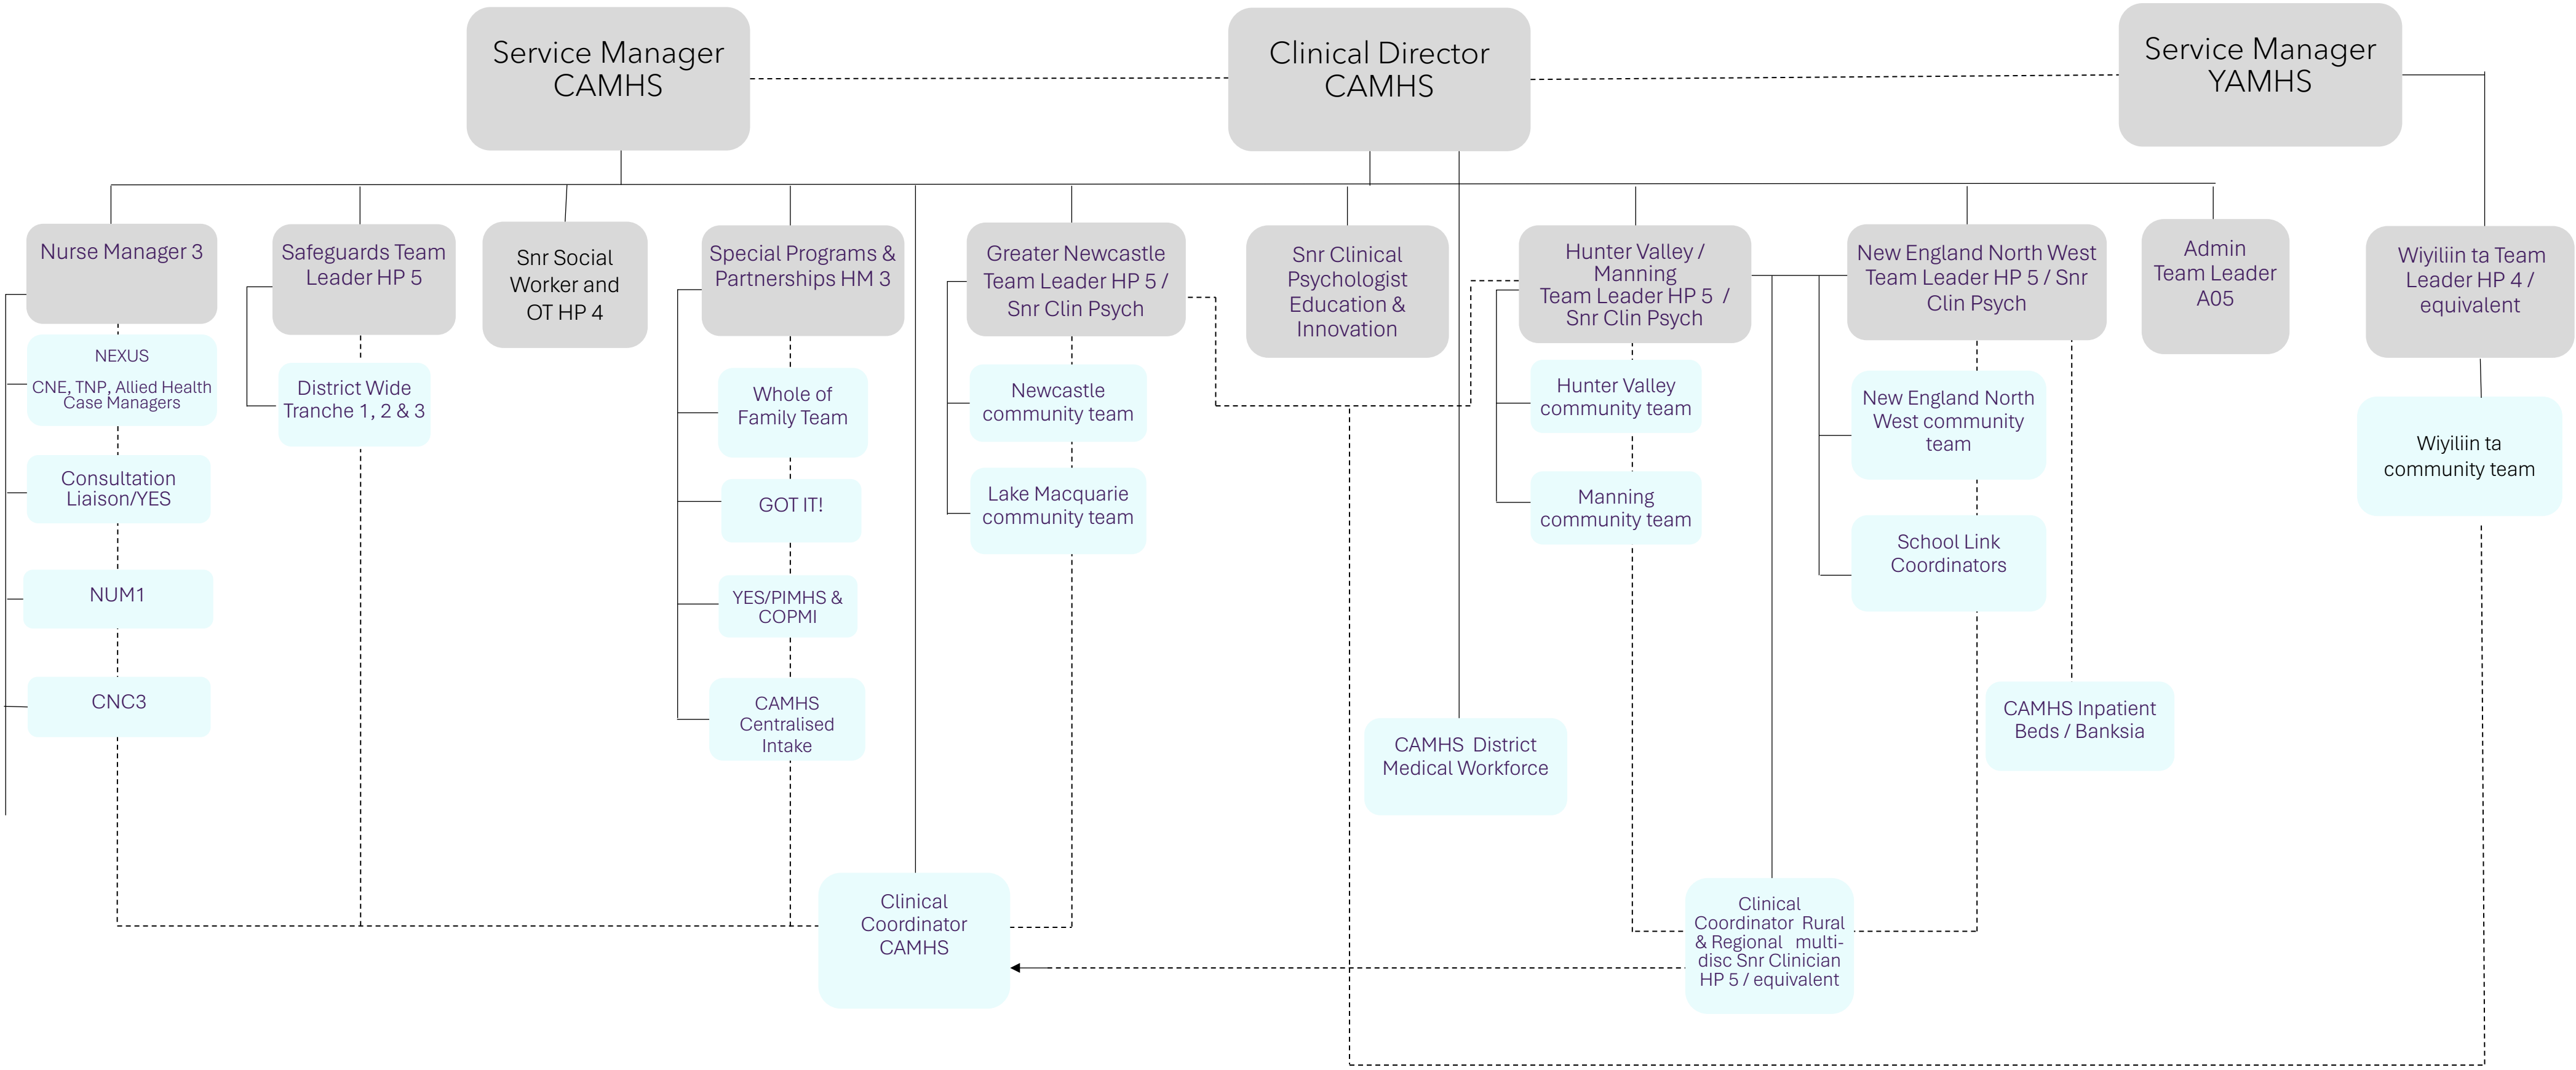 Service Manager
CAMHS
Clinical Director
CAMHS
Service Manager
YAMHS
Nurse Manager 3
Safeguards Team
Leader HP 5
Snr Social
Worker and
OT HP 4
Special Programs &
Partnerships HM 3
Greater Newcastle
Team Leader HP 5 /
Snr Clin Psych
Snr Clinical
Psychologist
Education &
Innovation
Hunter Valley /
Manning
Team Leader HP 5 /
Snr Clin Psych
New England North West
Team Leader HP 5 / Snr
Clin Psych
Admin
Team Leader
A05
Wiyiliin ta Team
Leader HP 4 /
equivalent
NEXUS
CNE, TNP, Allied Health
Case Managers
Consultation
Liaison/YES
NUM1
CNC3
District Wide
Tranche 1, 2 & 3
Whole of
Family Team
GOT IT!
YES/PIMHS &
COPMI
CAMHS
Centralised
Intake
Newcastle
community team
Lake Macquarie
community team
Hunter Valley
community team
Manning
community team
New England North
West community
team
School Link
Coordinators
Wiyiliin ta
community team
CAMHS District
Medical Workforce
CAMHS Inpatient
Beds / Banksia
Clinical
Coordinator
CAMHS
Clinical
Coordinator Rural
& Regional multi-
disc Snr Clinician
HP 5 / equivalent